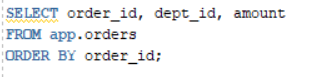 SELECT order_id, dept_id, amount
FROM app.orders
ORDER BY order_id;